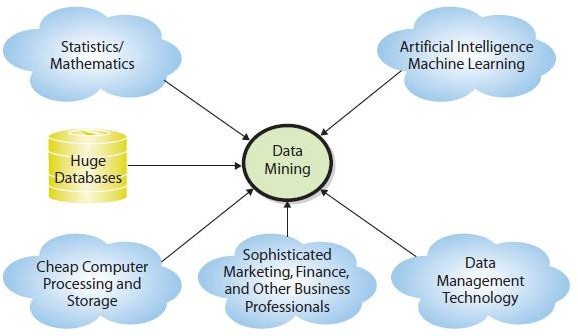 Statistics/
Mathematics
Artificial Intelligence
Machine Learning
Huge
Databases
Data
Mining
Cheap Computer
Processing and
Storage
Sophisticated
Marketing, Finance,
and Other Business
Professionals
Data
Management
Technology